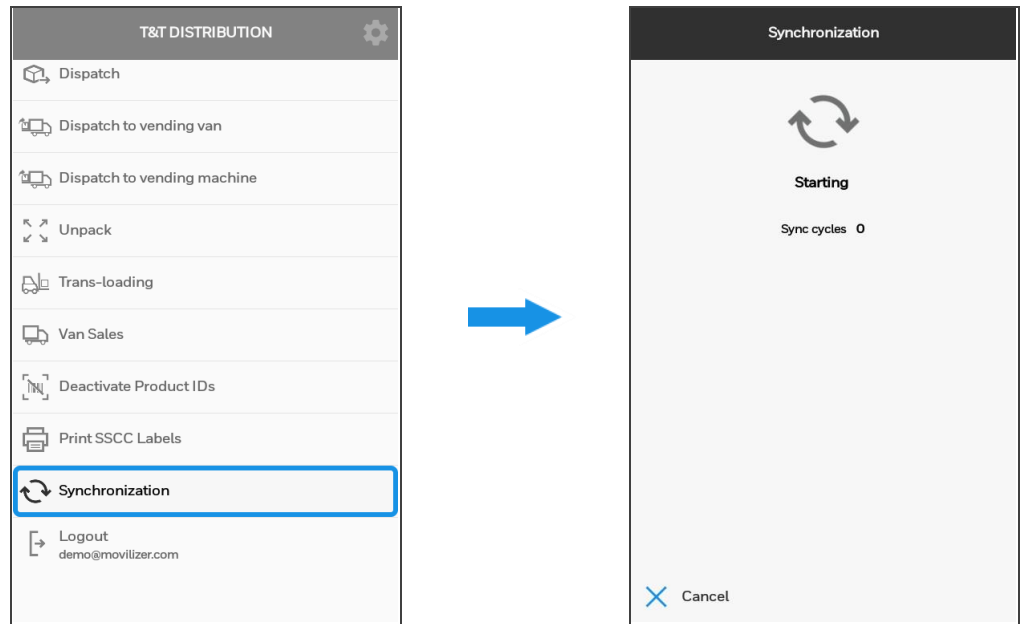 T&T DISTRIBUTION
Dispatch
Dispatch to vending van
Dispatch to vending machine
Unpack
Trans-loading
Van Sales
Deactivate Product IDs
Print SSCC Labels
Synchronization
Logout
demo@movilizer.com
Synchronization
Starting
Sync cycles 0
Cancel